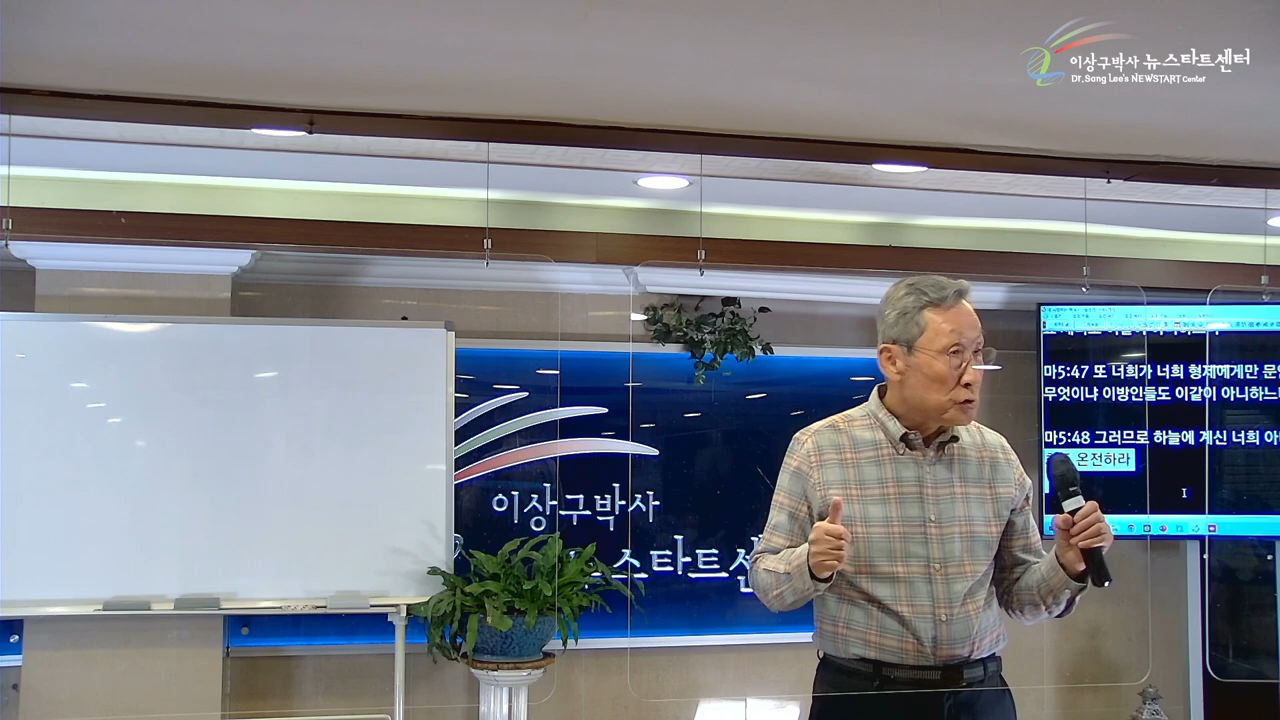 이상구박사 뉴스타트센터
Dr. Sang Lee's NEWSTART Center
마5:47 또 너희가 너희 형제에게만
무엇이냐 이방인들도 이같이 아니하느
마5:48 그러므로 하늘에 계신 너희
온전하라
이상구박사
스타트센